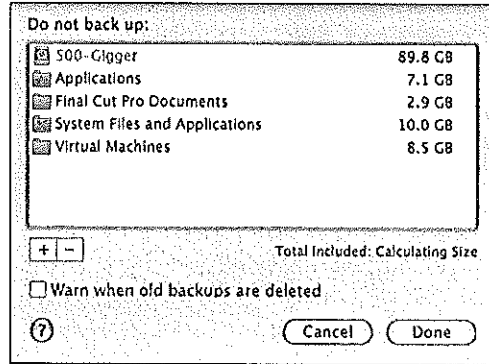 Do not back up:
500-Gigger 89.8 GB
Applications 7.1 GB
Final Cut Pro Documents 2.9 GB
System Files and Applications 10.0 GB
Virtual Machines 8.5 GB
+ −
Total Included: Calculating Size
Warn when old backups are deleted
? Cancel Done